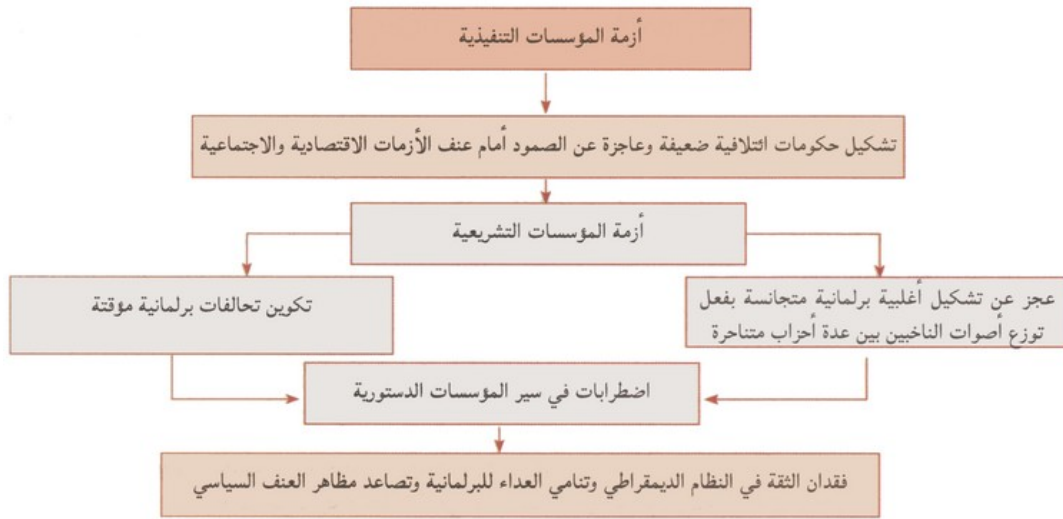 أزمة المؤسسات التنفيذية
تشكيل حكومات ائتلافية ضعيفة وعاجزة عن الصمود أمام عنف الأزمات الاقتصادية والاجتماعية
أزمة المؤسسات التشريعية
عجز عن تشكيل أغلبية برلمانية متجانسة بفعل
توزع أصوات الناخبين بين عدة أحزاب متناحرة
تكوين تحالفات برلمانية مؤقتة
اضطرابات في سير المؤسسات الدستورية
فقدان الثقة في النظام الديمقراطي وتنامي العداء للبرلمانية وتصاعد مظاهر العنف السياسي